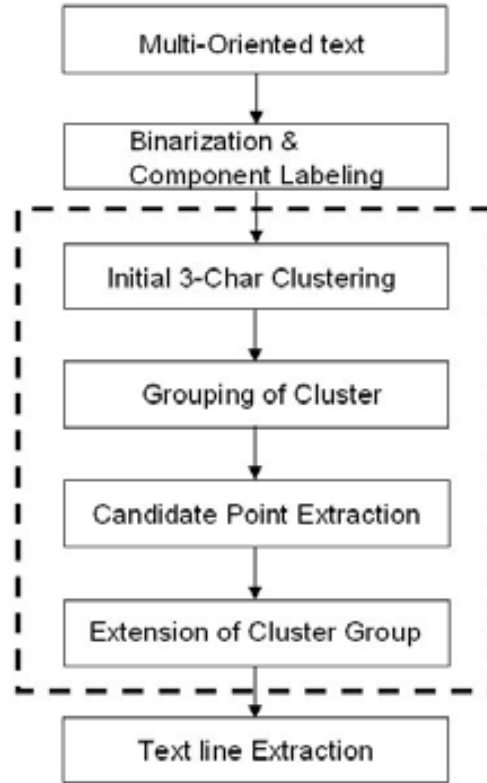 Multi-Oriented text
Binarization &
Component Labeling
Initial 3-Char Clustering
Grouping of Cluster
Candidate Point Extraction
Extension of Cluster Group
Text line Extraction